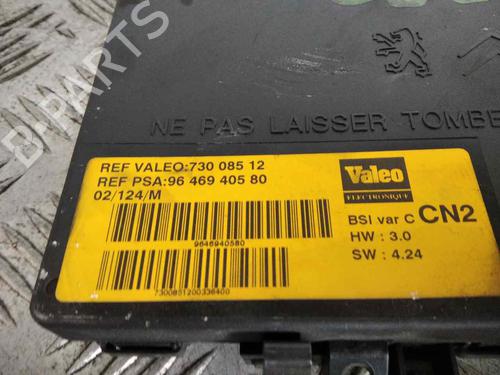 B-PARTS
NE PAS LAISSER TOMBE
REF VALEO:730 085 12
REF PSA:96 469 405 80
02/124/M
9646940580
7300851200336400
Valeo
ELECTRONIQUE
BSI var C CN2
HW : 3.0
SW : 4.24